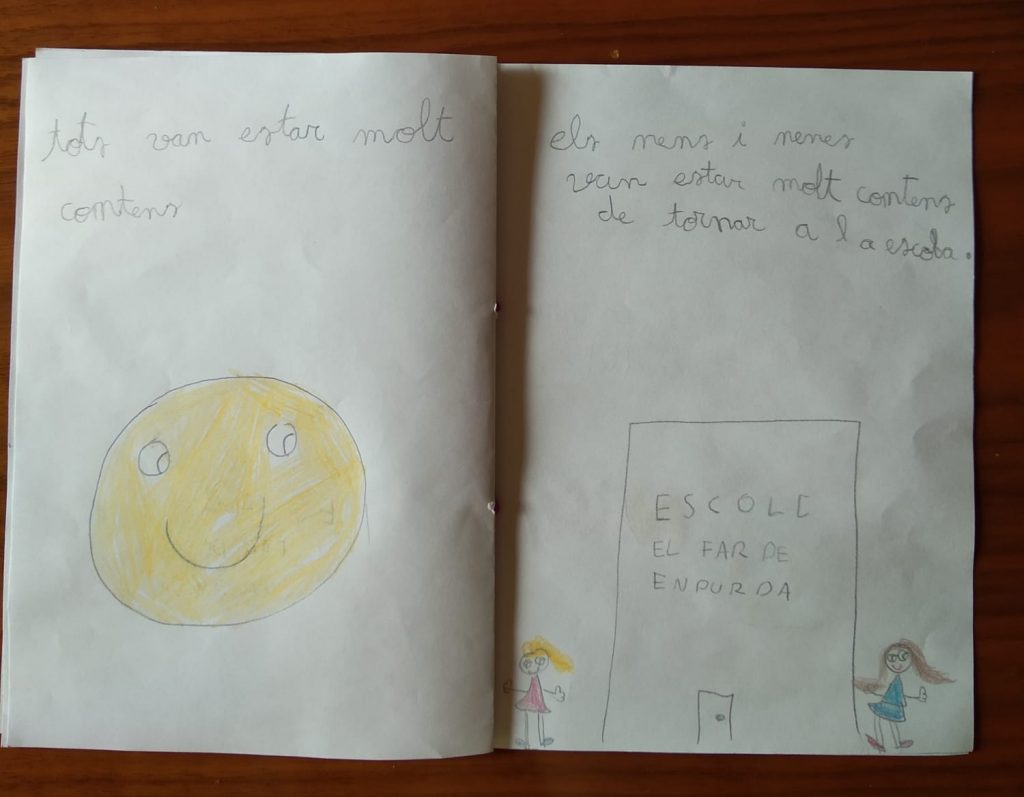 tots van estar molt
contens
els nens i nenes
van estar molt contens
de tornar a l a escola.
ESCOLE
EL FAR DE
ENPURDA